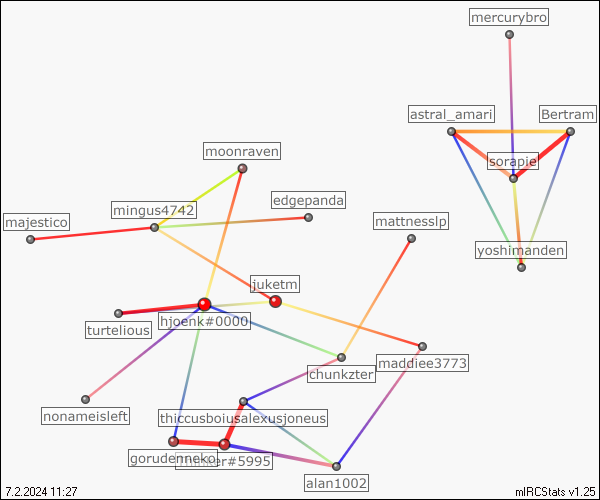 mercurybro
astral_amari
Bertram
moonraven
sorapie
edgepanda
mingus4742
majestico
mattnesslp
yoshimanden
juketm
hjoenk#0000
turtelious
maddiee3773
chunkzter
nonameisleft
thiccusboiusalexusjoneus
gorudenneko
#5995
alan1002
7.2.2024 11:27
mIRCStats v1.25